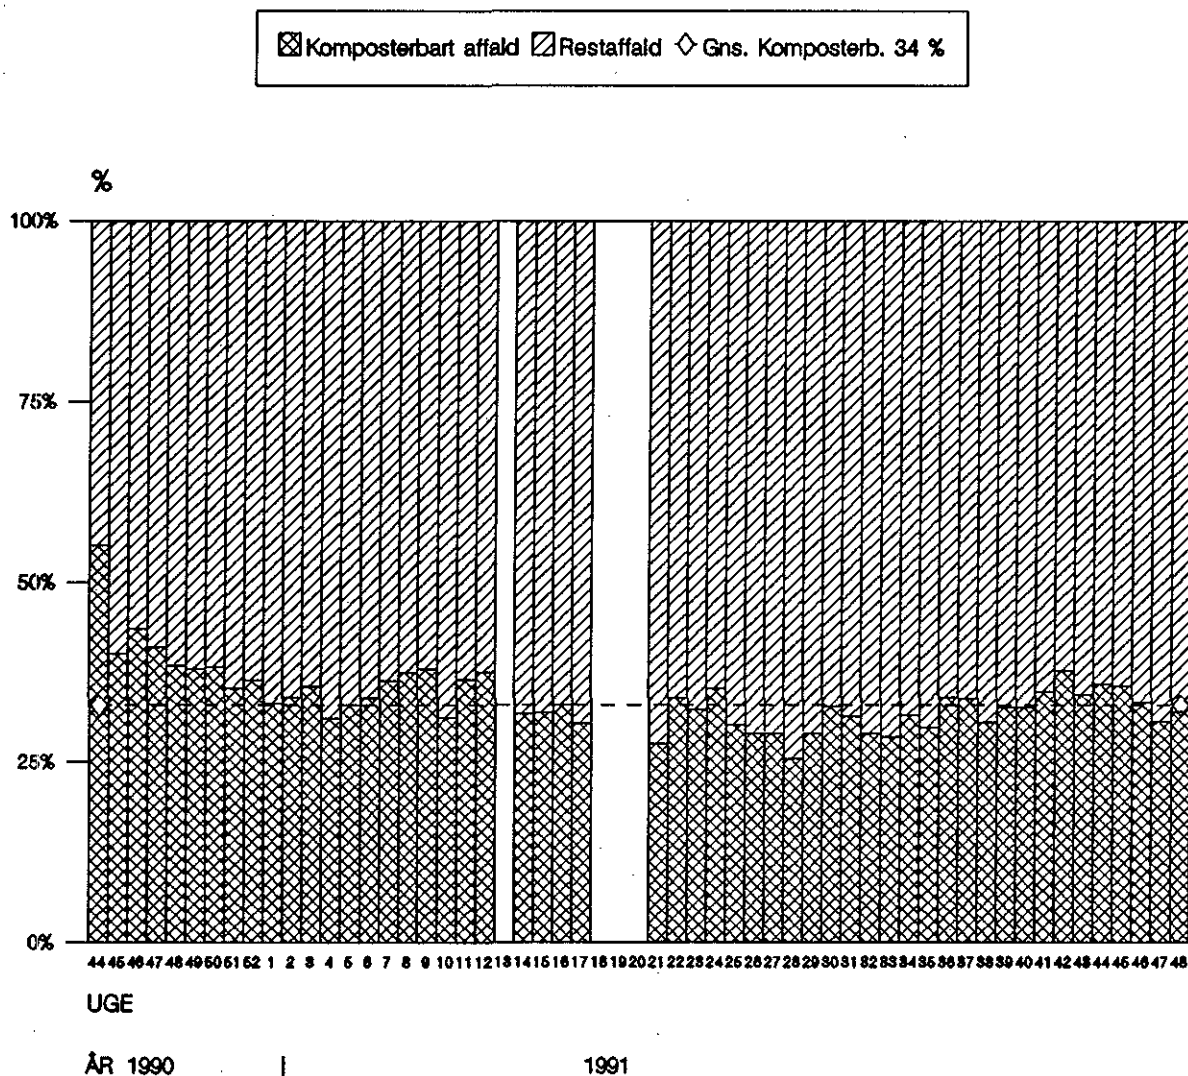 Komposterbart affald Restaffald Gns. Komposterb. 34 %
%
100%
75%
50%
25%
0%
44 45 46 47 48 49 50 51 52 1 2 3 4 5 6 7 8 9 10 11 12 13 14 15 16 17 18 19 20 21 22 23 24 25 26 27 28 29 30 31 32 33 34 35 36 37 38 39 40 41 42 43 44 45 46 47 48
UGE
ÅR 1990 | 1991